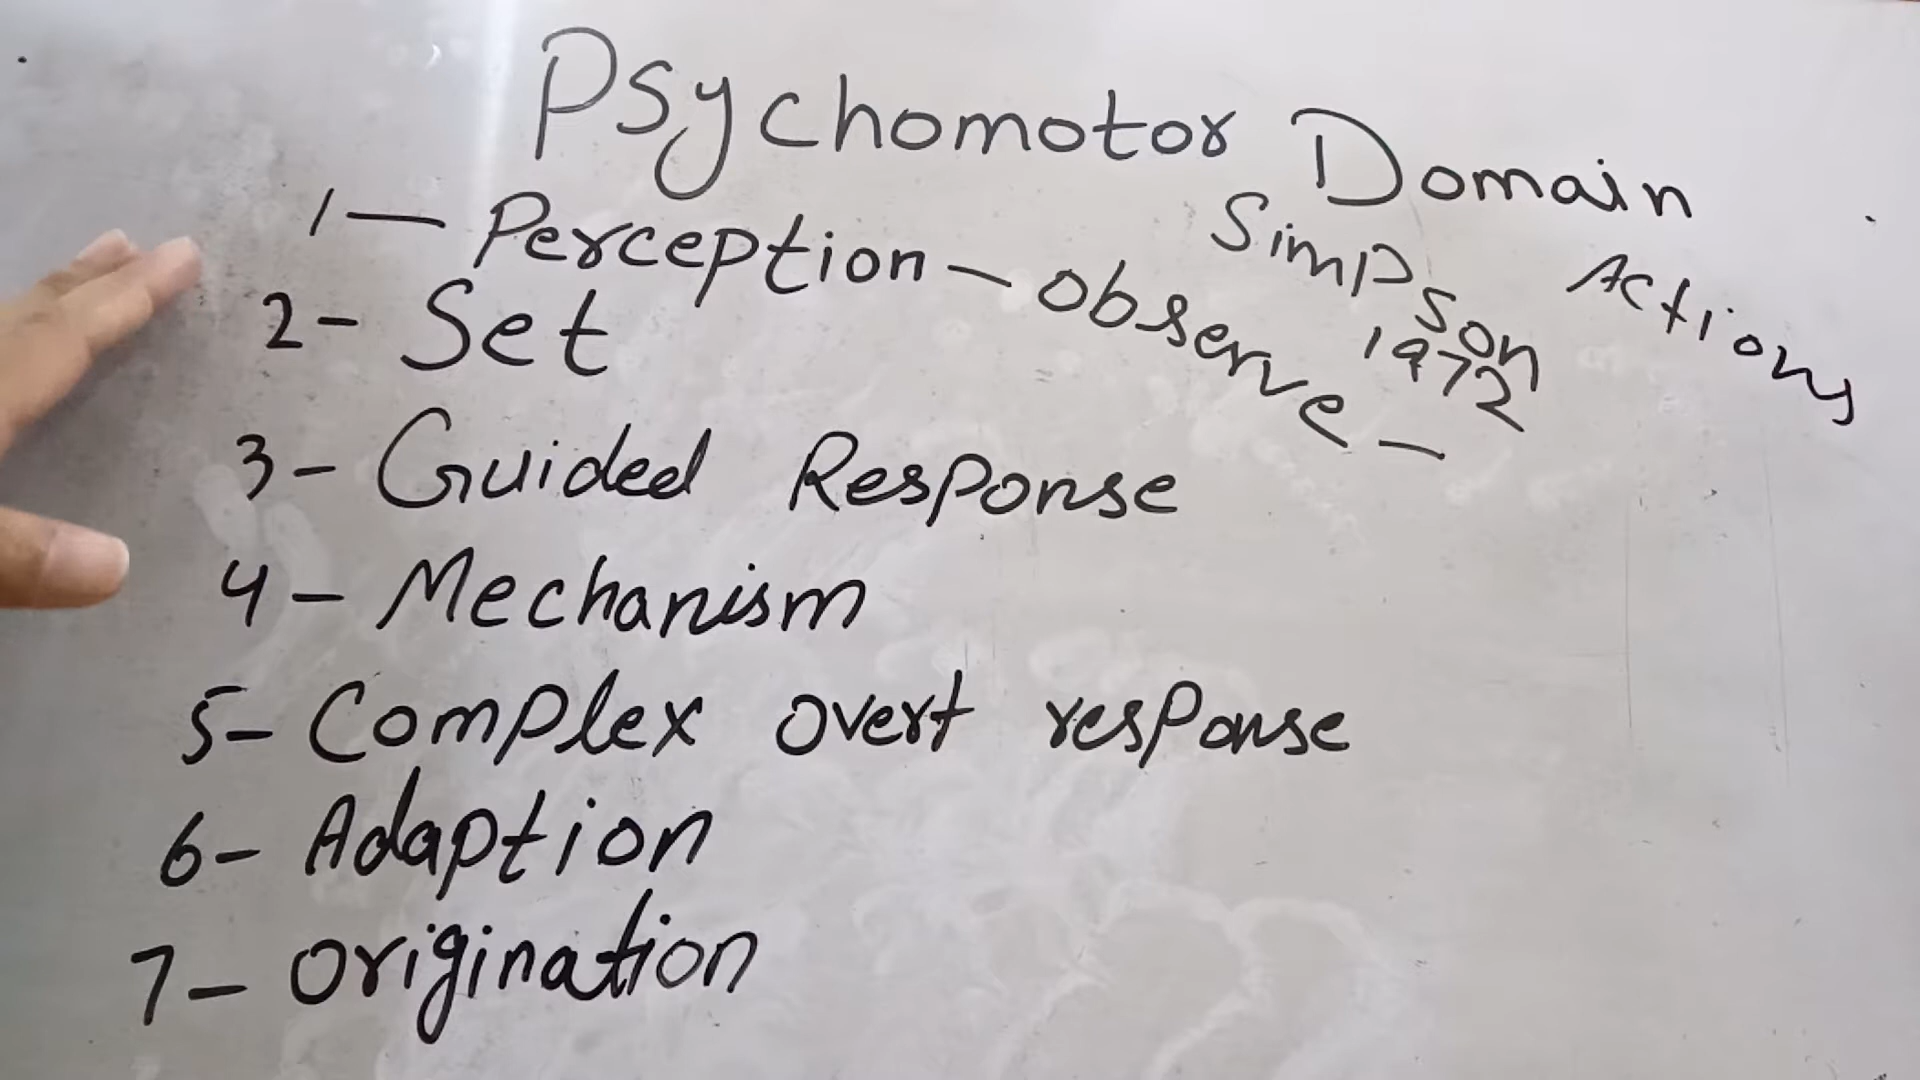 Psychomotor Domain
Simpson
1972
Actions
1— Perception - observe -
2- Set
3- Guided Response
4- Mechanism
5- Complex overt response
6- Adaption
7- origination